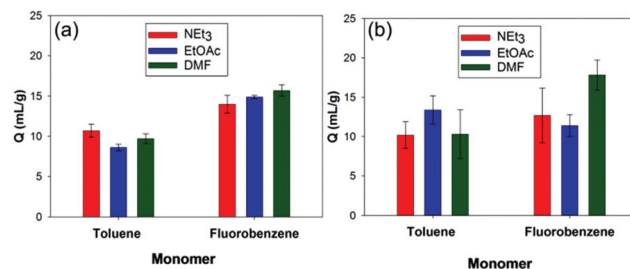 (a)
NEt3
EtOAc
DMF
Q (mL/g)
25
20
15
10
5
0
Toluene Fluorobenzene
Monomer
(b)
NEt3
EtOAc
DMF
Q (mL/g)
25
20
15
10
5
0
Toluene Fluorobenzene
Monomer